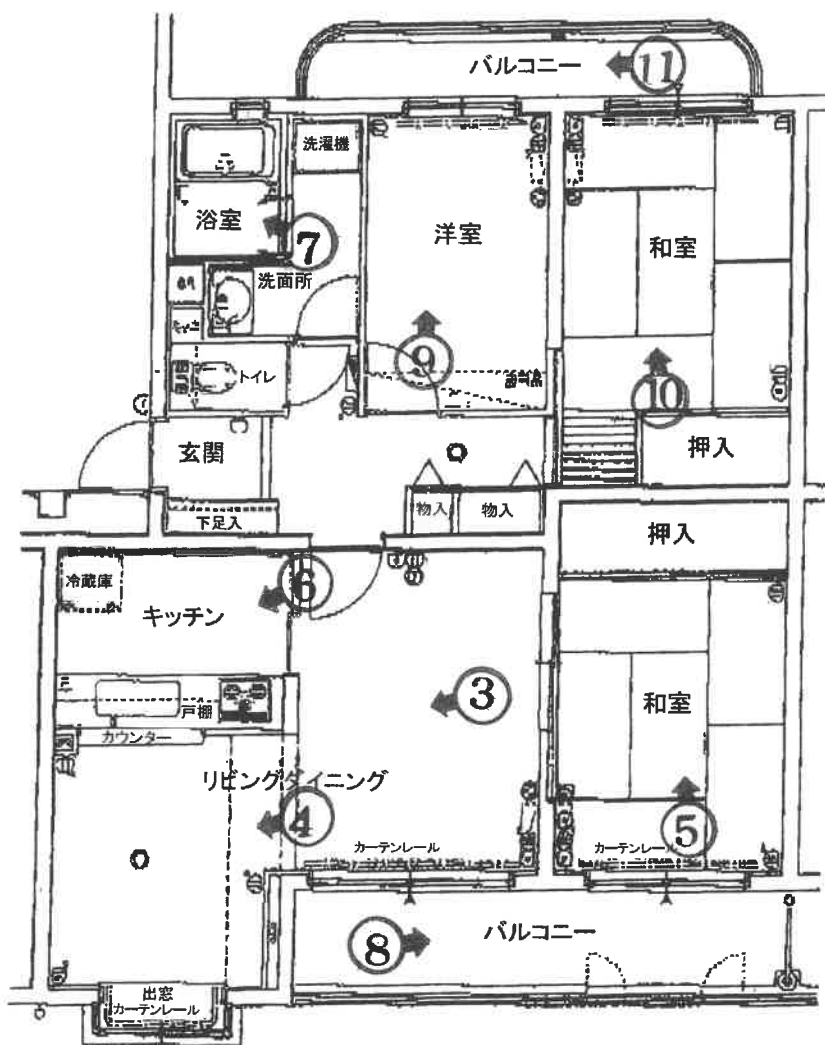 バルコニー
11
洗濯機
浴室
7
洗面所
洋室
和室
9
10
トイレ
玄関
下足入
物入
物入
押入
押入
冷蔵庫
6
キッチン
3
和室
戸棚
カウンター
リビングダイニング
4
カーテンレール
カーテンレール
5
8
バルコニー
出窓
カーテンレール